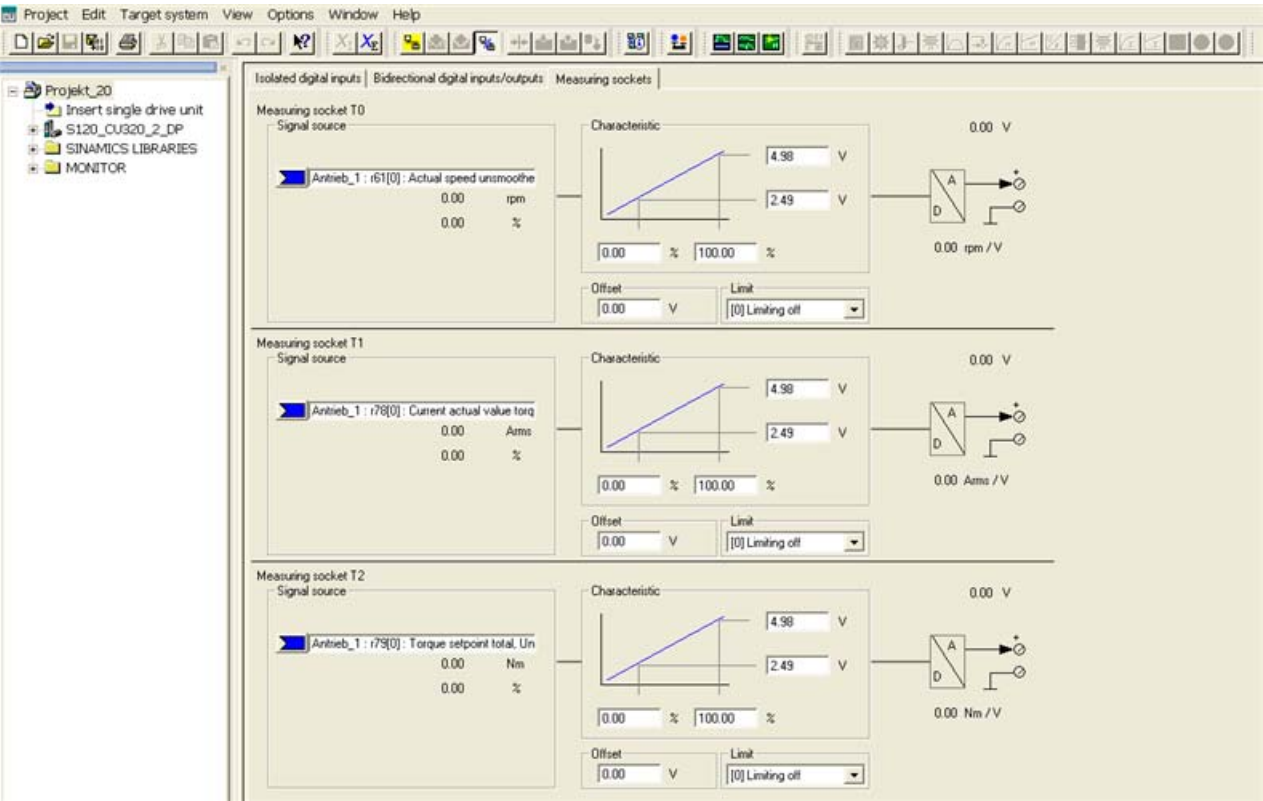 Project Edit Target system View Options Window Help
Projekt_20
Insert single drive unit
S120_CU320_2_DP
SINAMICS LIBRARIES
MONITOR
Isolated digital inputs Bidirectional digital inputs/outputs Measuring sockets
Measuring socket T0
Signal source
Characteristic
0.00 V
Antrieb_1 : r61[0] : Actual speed unsmoothe
0.00 rpm
0.00 %
4.98 V
2.49 V
0.00 % 100.00 %
A
D
0.00 rpm / V
Offset
0.00 V
Limit
[0] Limiting off
Measuring socket T1
Signal source
Characteristic
0.00 V
Antrieb_1 : r78[0] : Current actual value torq
0.00 Arms
0.00 %
4.98 V
2.49 V
0.00 % 100.00 %
A
D
0.00 Arms / V
Offset
0.00 V
Limit
[0] Limiting off
Measuring socket T2
Signal source
Characteristic
0.00 V
Antrieb_1 : r79[0] : Torque setpoint total, Un
0.00 Nm
0.00 %
4.98 V
2.49 V
0.00 % 100.00 %
A
D
0.00 Nm / V
Offset
0.00 V
Limit
[0] Limiting off